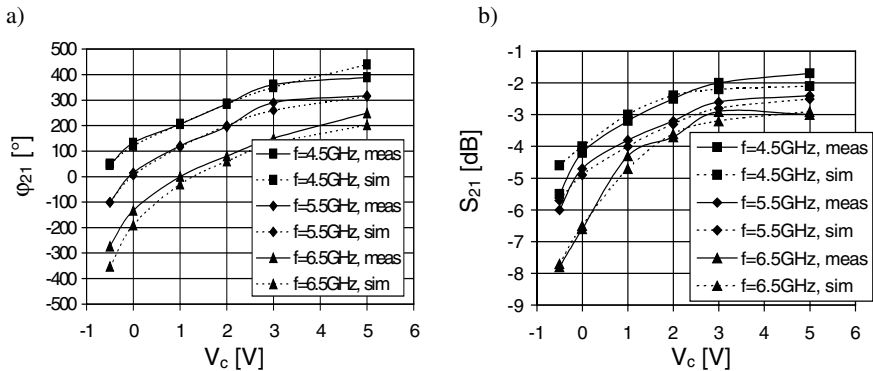 a)
500
400
300
200
100
0
-100
-200
-300
-400
-500
φ21 [°]
-1 0 1 2 3 4 5 6
Vc [V]
f=4.5GHz, meas
f=4.5GHz, sim
f=5.5GHz, meas
f=5.5GHz, sim
f=6.5GHz, meas
f=6.5GHz, sim
b)
-1
-2
-3
-4
-5
-6
-7
-8
-9
S21 [dB]
-1 0 1 2 3 4 5 6
Vc [V]
f=4.5GHz, meas
f=4.5GHz, sim
f=5.5GHz, meas
f=5.5GHz, sim
f=6.5GHz, meas
f=6.5GHz, sim